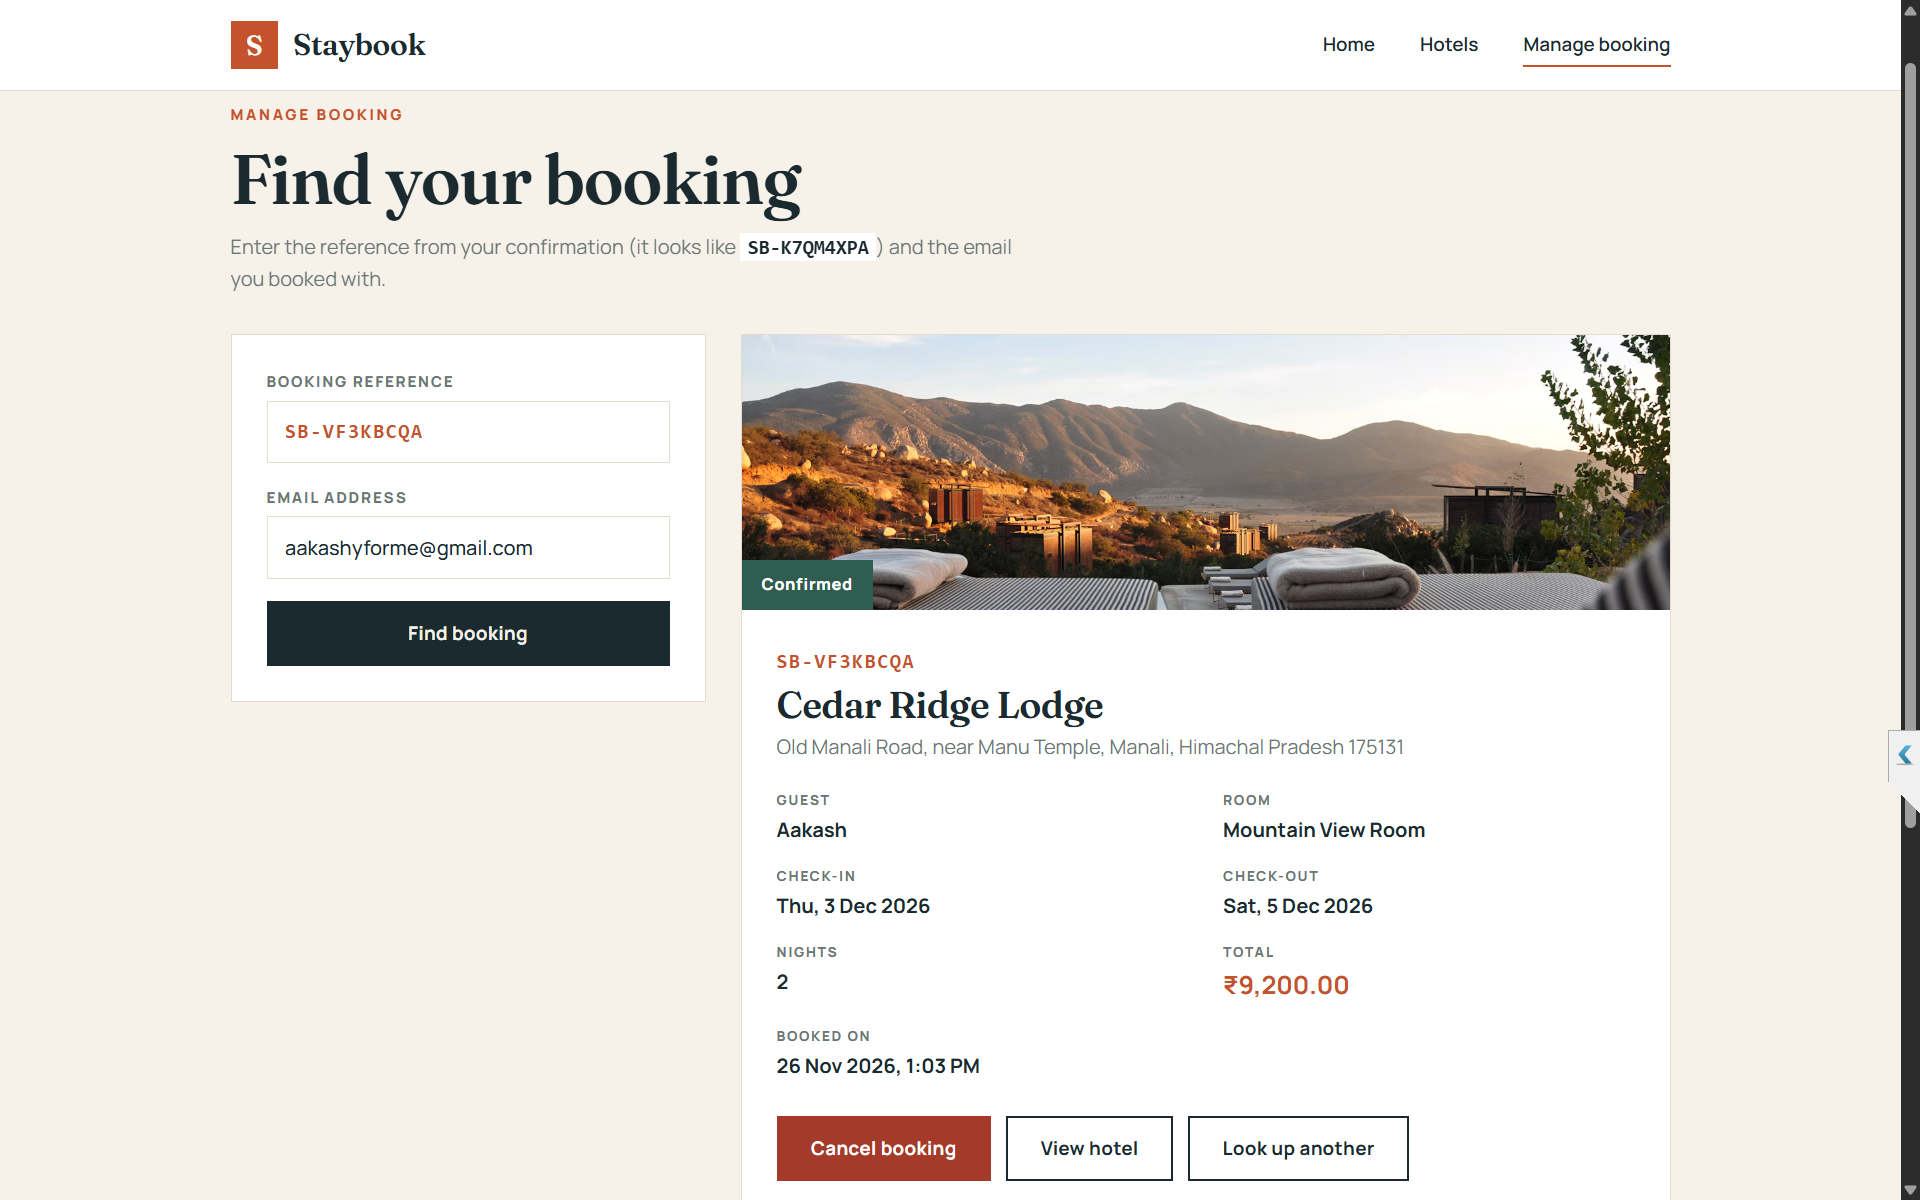 S Staybook
Home Hotels Manage booking
MANAGE BOOKING
Find your booking
Enter the reference from your confirmation (it looks like SB-K7QM4XPA ) and the email
you booked with.
BOOKING REFERENCE
SB-VF3KBCQA
EMAIL ADDRESS
aakashyforme@gmail.com
Find booking
Confirmed
SB-VF3KBCQA
Cedar Ridge Lodge
Old Manali Road, near Manu Temple, Manali, Himachal Pradesh 175131
GUEST
Aakash
ROOM
Mountain View Room
CHECK-IN
Thu, 3 Dec 2026
CHECK-OUT
Sat, 5 Dec 2026
NIGHTS
2
TOTAL
₹9,200.00
BOOKED ON
26 Nov 2026, 1:03 PM
Cancel booking View hotel Look up another